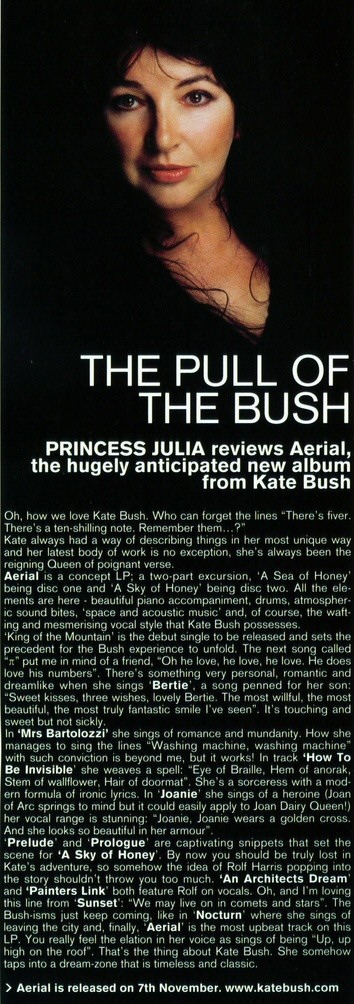 THE PULL OF
THE BUSH
PRINCESS JULIA reviews Aerial,
the hugely anticipated new album
from Kate Bush
Oh, how we love Kate Bush. Who can forget the lines "There's fiver.
There's a ten-shilling note. Remember them…?"
Kate always had a way of describing things in her most unique way
and her latest body of work is no exception, she's always been the
reigning Queen of poignant verse.
Aerial is a concept LP; a two-part excursion, 'A Sea of Honey'
being disc one and 'A Sky of Honey' being disc two. All the ele-
ments are here - beautiful piano accompaniment, drums, atmospher-
ic sound bites, 'space and acoustic music' and, of course, the waft-
ing and mesmerising vocal style that Kate Bush possesses.
'King of the Mountain' is the debut single to be released and sets the
precedent for the Bush experience to unfold. The next song called
"π" put me in mind of a friend, "Oh he love, he love, he love. He does
love his numbers". There's something very personal, romantic and
dreamlike when she sings 'Bertie', a song penned for her son:
"Sweet kisses, three wishes, lovely Bertie. The most willful, the most
beautiful, the most truly fantastic smile I've seen". It's touching and
sweet but not sickly.
In 'Mrs Bartolozzi' she sings of romance and mundanity. How she
manages to sing the lines "Washing machine, washing machine"
with such conviction is beyond me, but it works! In track 'How To
Be Invisible' she weaves a spell: "Eye of Braille, Hem of anorak,
Stem of wallflower, Hair of doormat". She's a sorceress with a mod-
ern formula of ironic lyrics. In 'Joanie' she sings of a heroine (Joan
of Arc springs to mind but it could easily apply to Joan Dairy Queen!)
her vocal range is stunning: "Joanie, Joanie wears a golden cross.
And she looks so beautiful in her armour".
'Prelude' and 'Prologue' are captivating snippets that set the
scene for 'A Sky of Honey'. By now you should be truly lost in
Kate's adventure, so somehow the idea of Rolf Harris popping into
the story shouldn't throw you too much. 'An Architects Dream'
and 'Painters Link' both feature Rolf on vocals. Oh, and I'm loving
this line from 'Sunset': "We may live on in comets and stars". The
Bush-isms just keep coming, like in 'Nocturn' where she sings of
leaving the city and, finally, 'Aerial' is the most upbeat track on this
LP. You really feel the elation in her voice as sings of being "Up, up
high on the roof". That's the thing about Kate Bush. She somehow
taps into a dream-zone that is timeless and classic.
> Aerial is released on 7th November. www.katebush.com